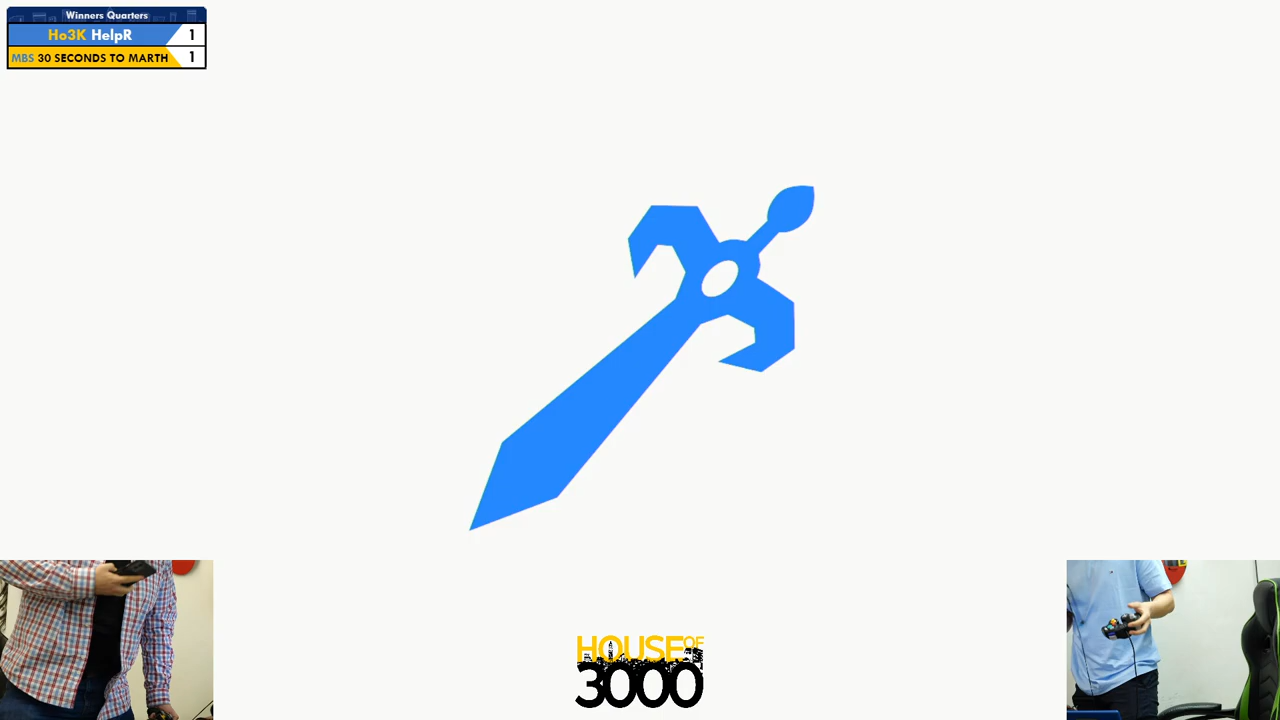 Winners Quarters
Ho3K HelpR 1
MBS 30 SECONDS TO MARTH 1
HOUSE OF
3000